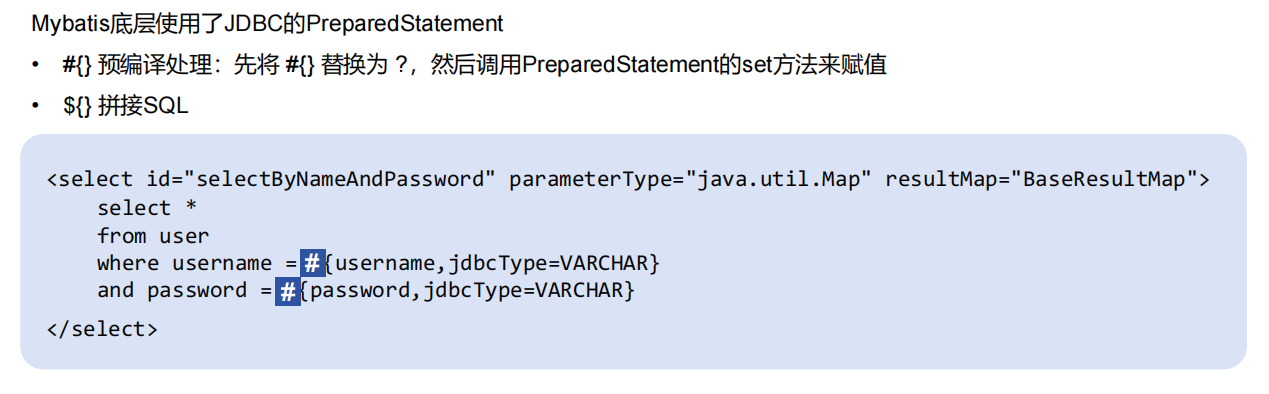 Mybatis底层使用了JDBC的PreparedStatement
• #{} 预编译处理：先将 #{} 替换为 ?，然后调用PreparedStatement的set方法来赋值
• ${} 拼接SQL
<select id="selectByNameAndPassword" parameterType="java.util.Map" resultMap="BaseResultMap">
select *
from user
where username =#{username,jdbcType=VARCHAR}
and password =#{password,jdbcType=VARCHAR}
</select>